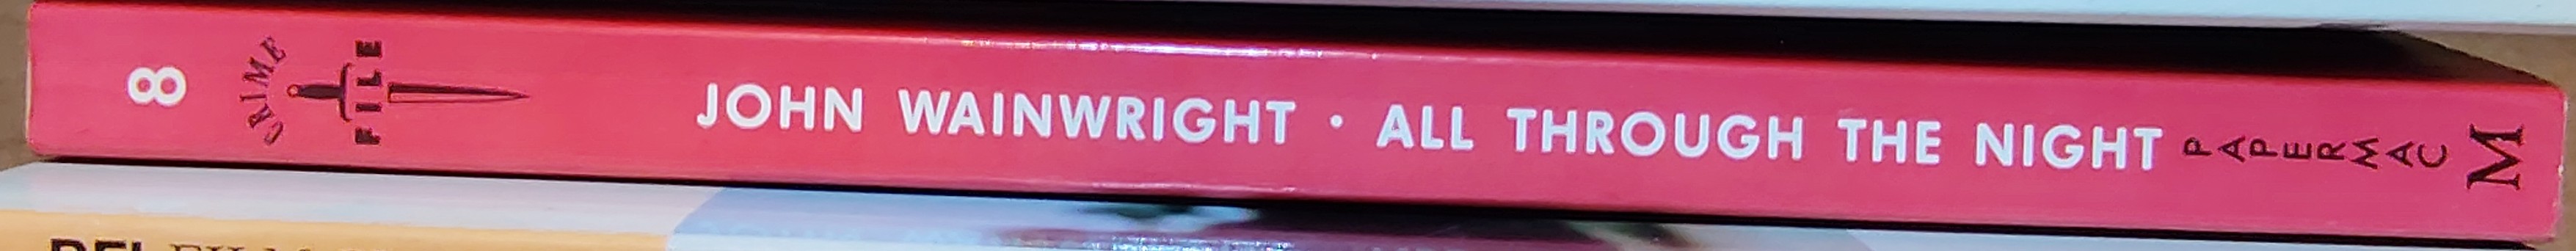 8
CRIME
FILE
JOHN WAINWRIGHT · ALL THROUGH THE NIGHT
PAPERMAC
M